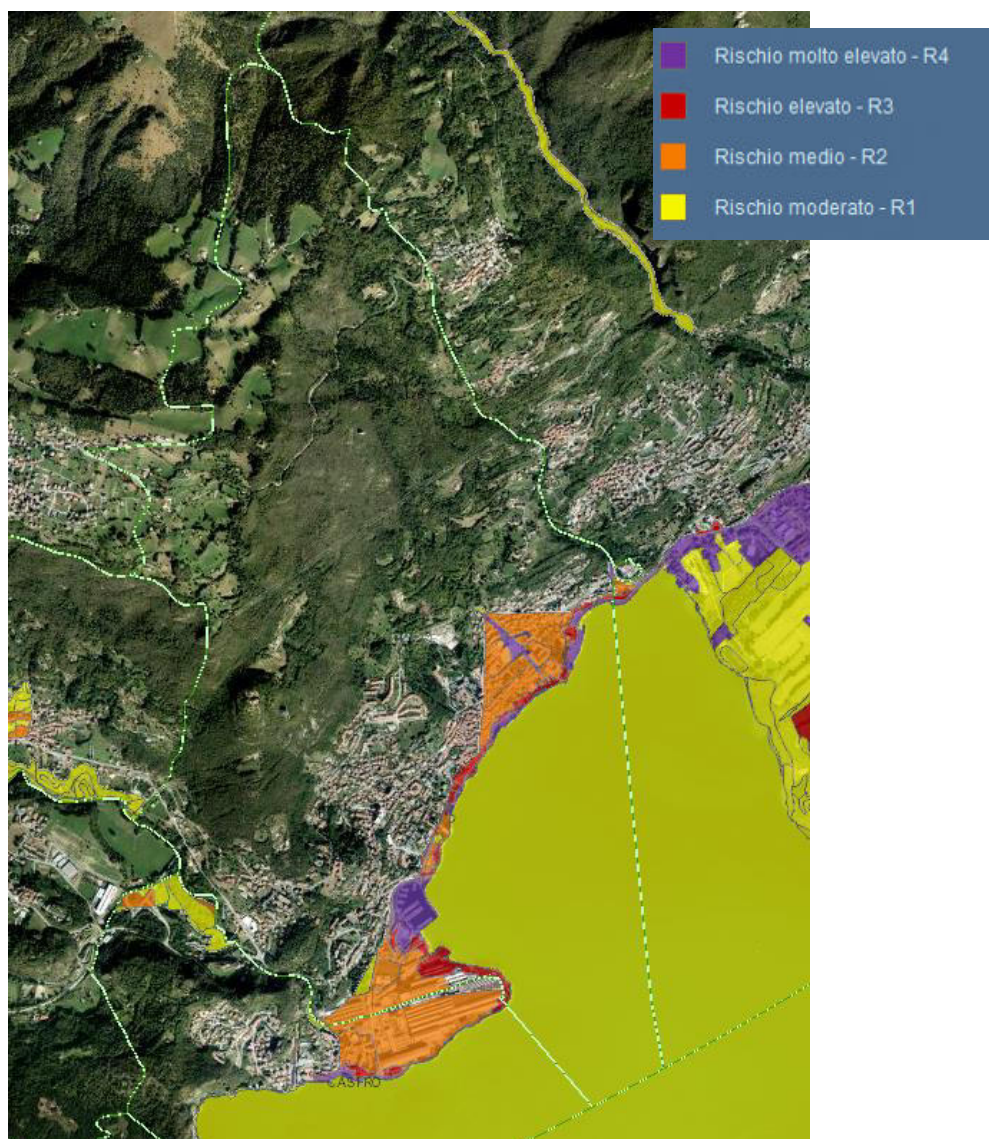 Rischio molto elevato - R4
Rischio elevato - R3
Rischio medio - R2
Rischio moderato - R1
CASTRO